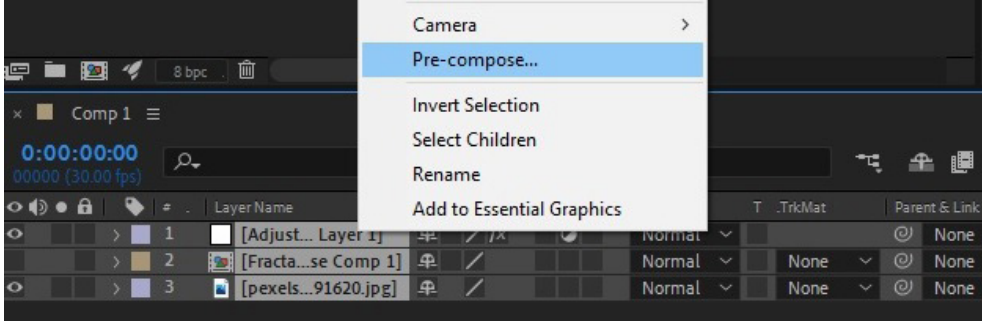 Camera
Pre-compose...
Invert Selection
Select Children
Rename
Add to Essential Graphics
8 bpc
Comp 1
0:00:00:00
00000 (30.00 fps)
# . Layer Name T .TrkMat Parent & Link
1 [Adjust... Layer 1] fx Normal None
2 [Fracta...se Comp 1] Normal None None
3 [pexels...91620.jpg] Normal None None